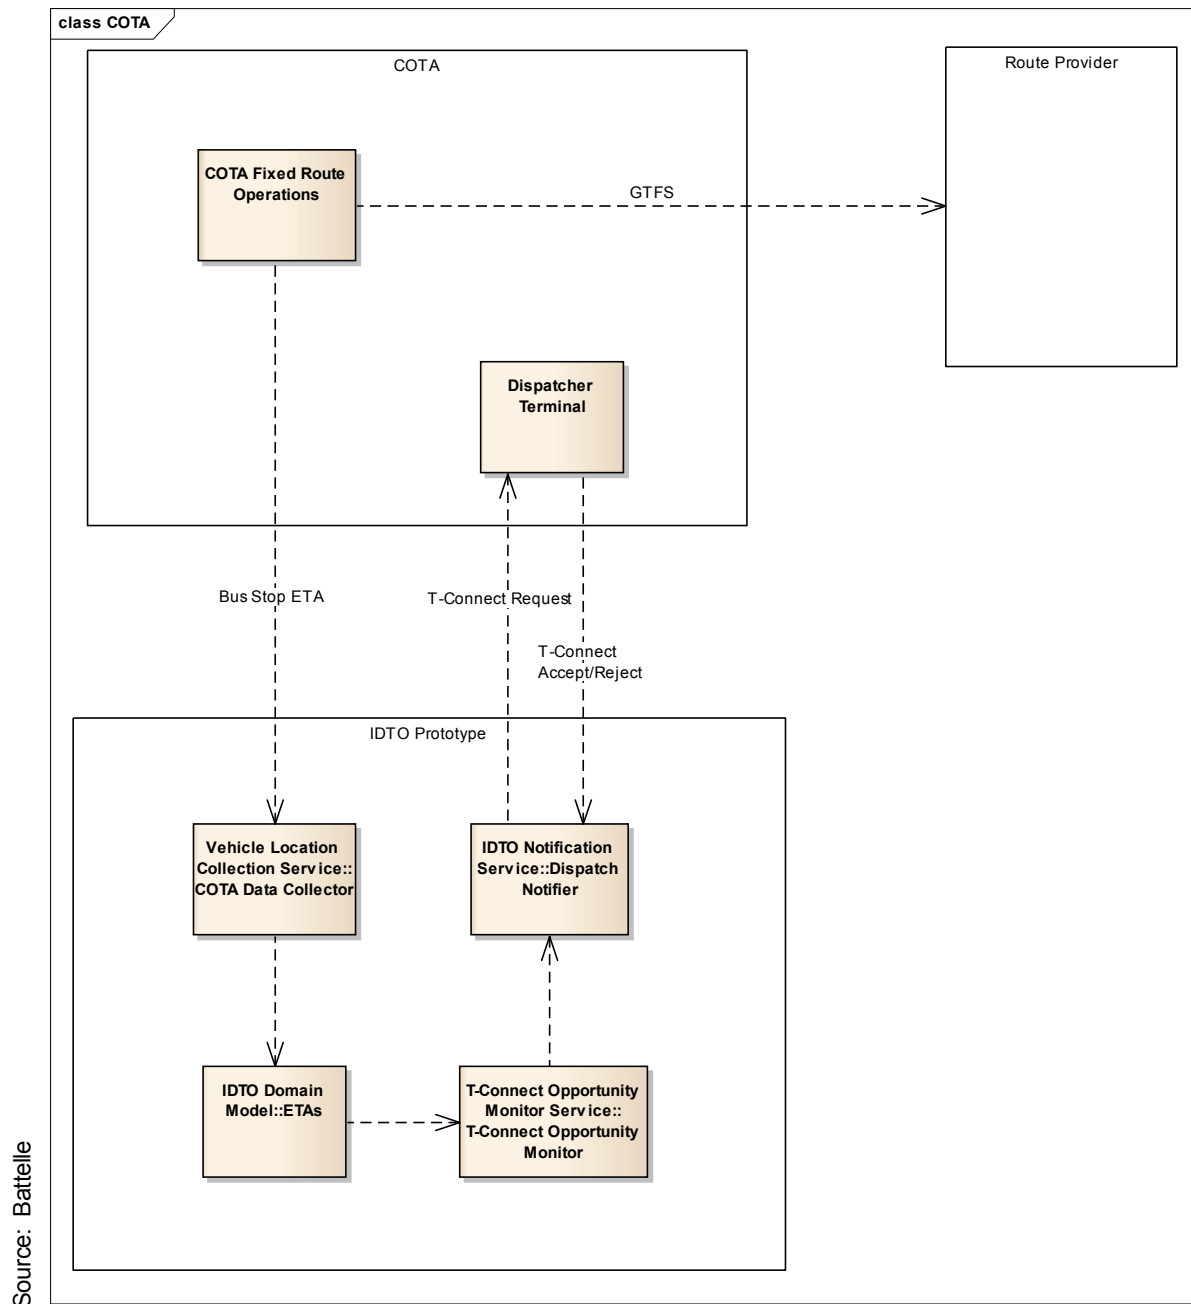 class COTA
COTA
Route Provider
COTA Fixed Route
Operations
GTFS
Dispatcher
Terminal
Bus Stop ETA
T-Connect Request
T-Connect
Accept/Reject
IDTO Prototype
Vehicle Location
Collection Service::
COTA Data Collector
IDTO Notification
Service::Dispatch
Notifier
IDTO Domain
Model::ETAs
T-Connect Opportunity
Monitor Service::
T-Connect Opportunity
Monitor
Source: Battelle